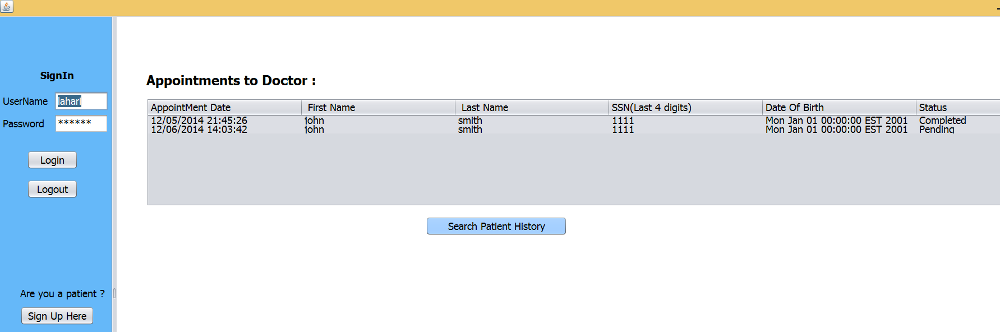 SignIn
UserName lahari
Password ******
Login
Logout
Are you a patient ?
Sign Up Here
Appointments to Doctor :
AppointMent Date First Name Last Name SSN(Last 4 digits) Date Of Birth Status
12/05/2014 21:45:26 john smith 1111 Mon Jan 01 00:00:00 EST 2001 Completed
12/06/2014 14:03:42 john smith 1111 Mon Jan 01 00:00:00 EST 2001 Pending
Search Patient History